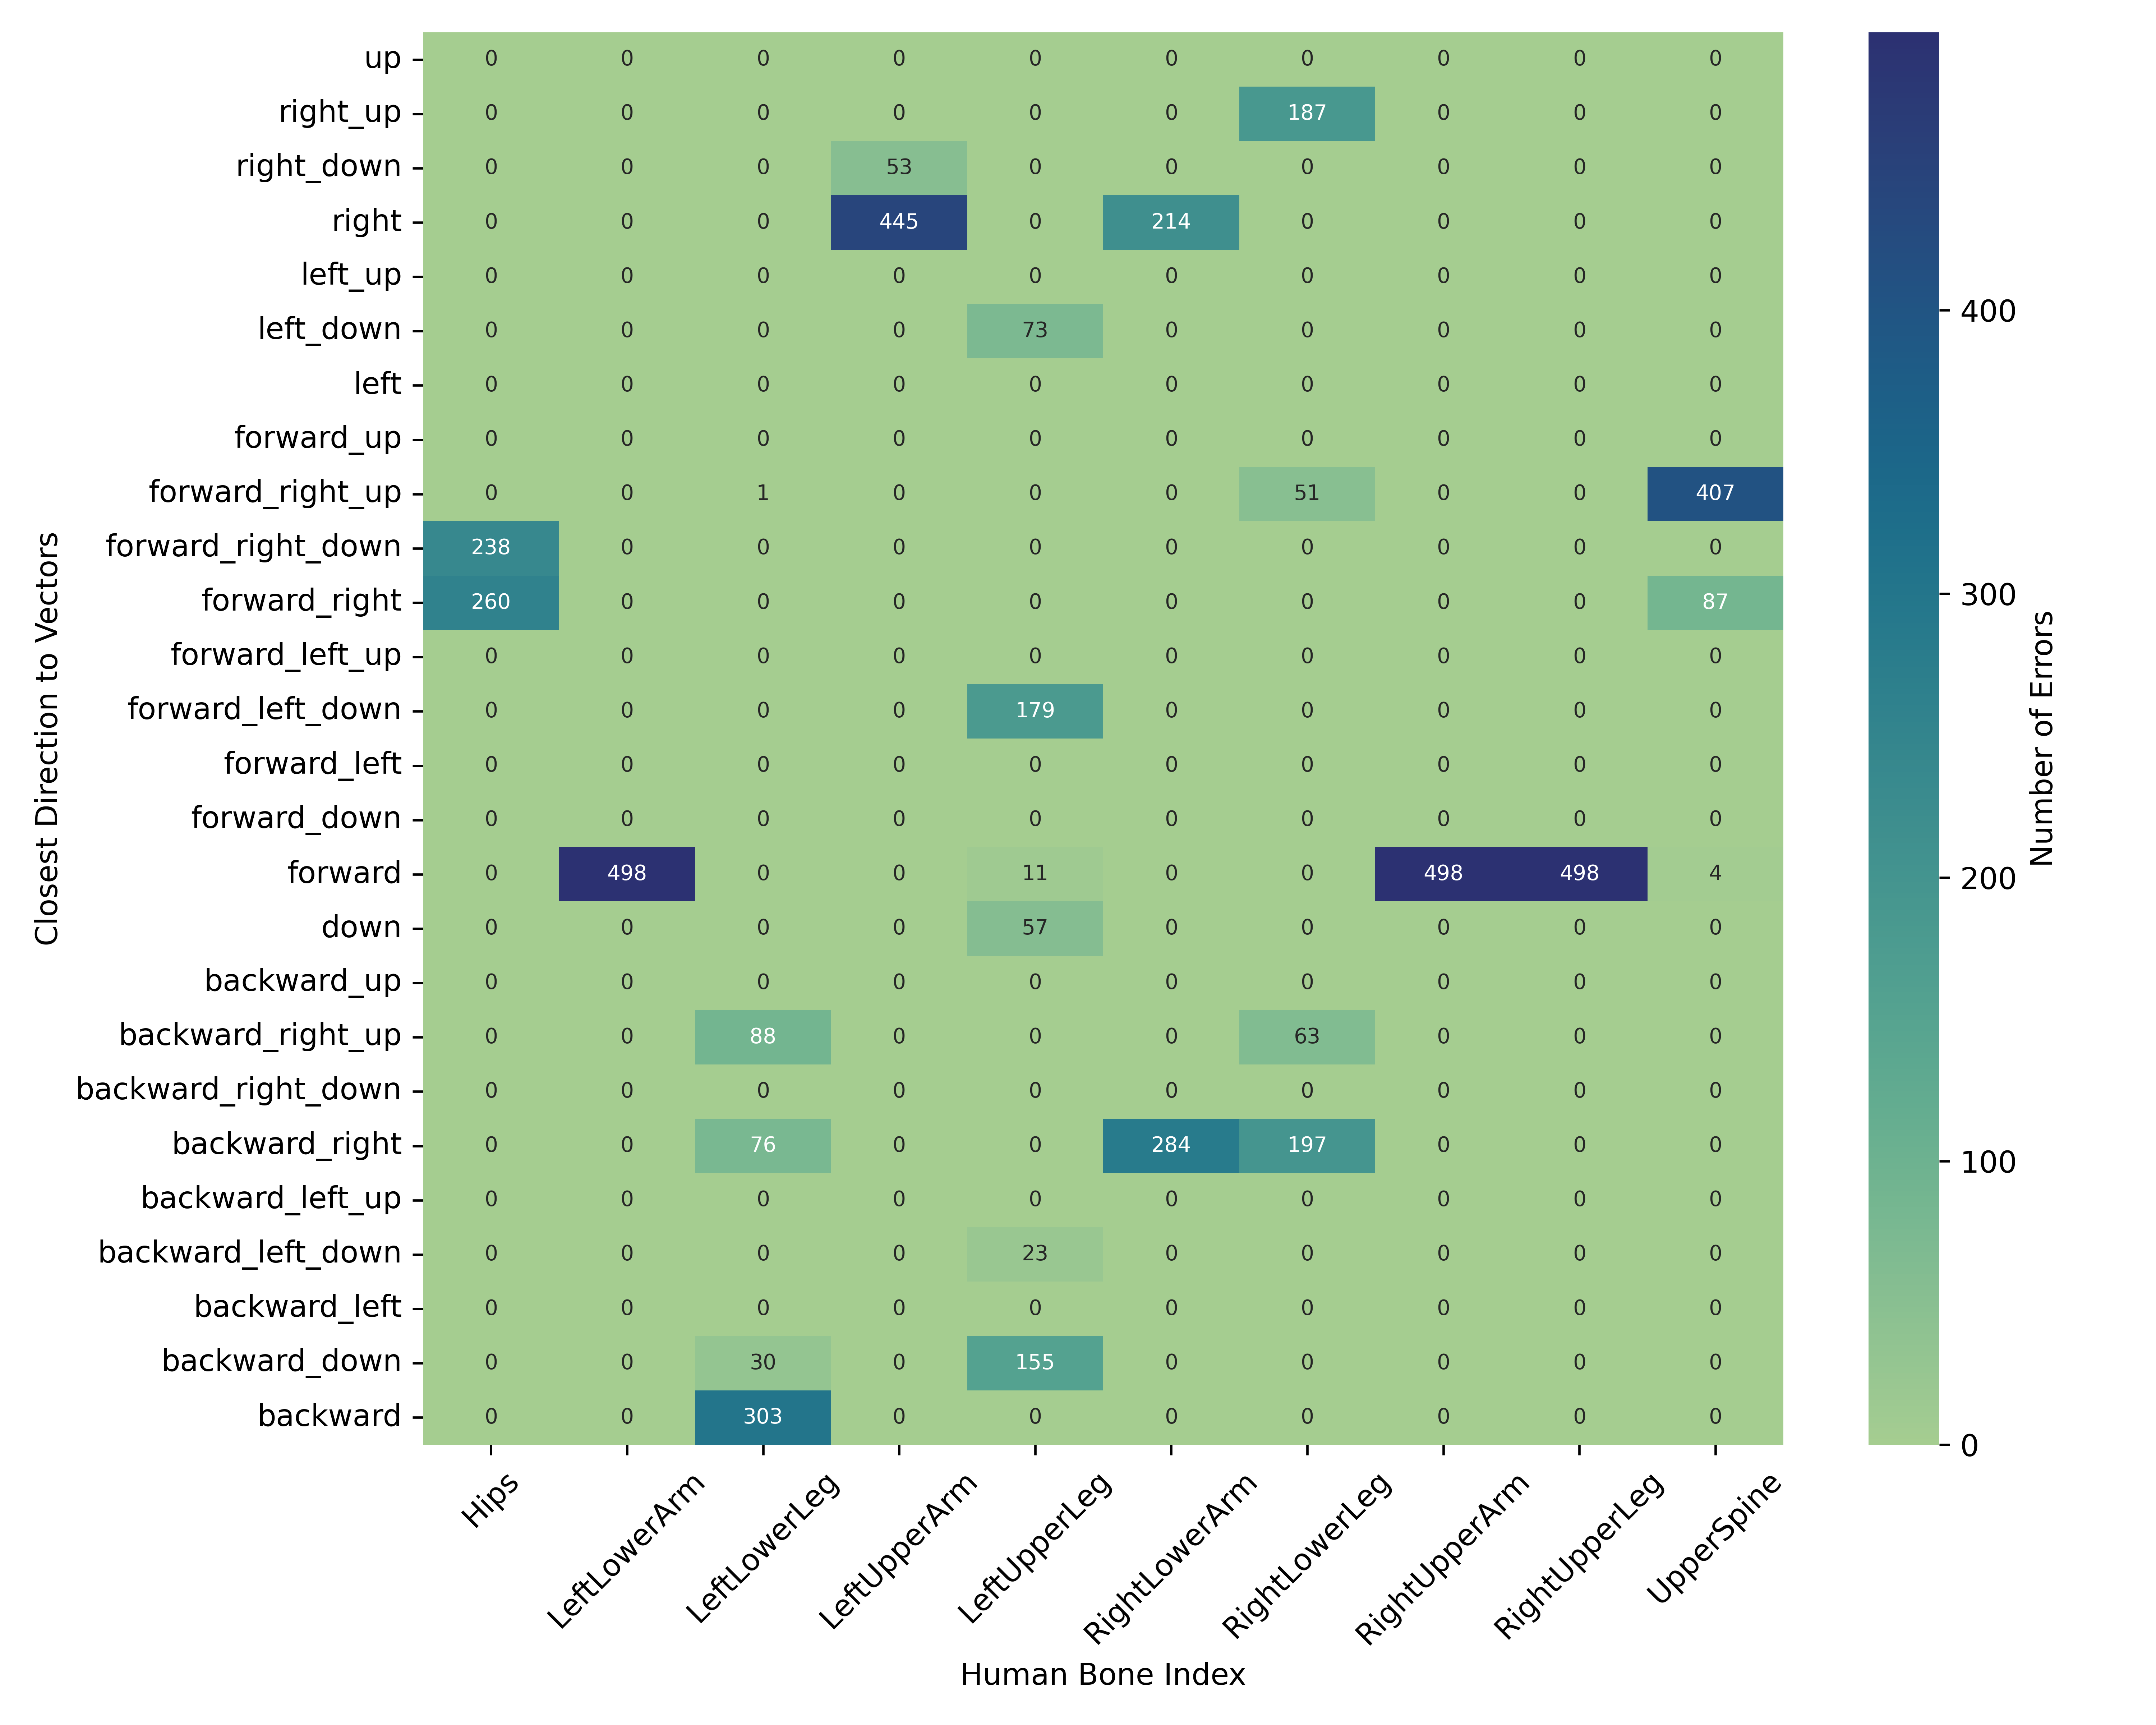 up 0 0 0 0 0 0 0 0 0 0
right_up 0 0 0 0 0 0 187 0 0 0
right_down 0 0 0 53 0 0 0 0 0 0
right 0 0 0 445 0 214 0 0 0 0
left_up 0 0 0 0 0 0 0 0 0 0
left_down 0 0 0 0 73 0 0 0 0 0
left 0 0 0 0 0 0 0 0 0 0
forward_up 0 0 0 0 0 0 0 0 0 0
forward_right_up 0 0 1 0 0 0 51 0 0 407
forward_right_down 238 0 0 0 0 0 0 0 0 0
forward_right 260 0 0 0 0 0 0 0 0 87
forward_left_up 0 0 0 0 0 0 0 0 0 0
forward_left_down 0 0 0 0 179 0 0 0 0 0
forward_left 0 0 0 0 0 0 0 0 0 0
forward_down 0 0 0 0 0 0 0 0 0 0
forward 0 498 0 0 11 0 0 498 498 4
down 0 0 0 0 57 0 0 0 0 0
backward_up 0 0 0 0 0 0 0 0 0 0
backward_right_up 0 0 88 0 0 0 63 0 0 0
backward_right_down 0 0 0 0 0 0 0 0 0 0
backward_right 0 0 76 0 0 284 197 0 0 0
backward_left_up 0 0 0 0 0 0 0 0 0 0
backward_left_down 0 0 0 0 23 0 0 0 0 0
backward_left 0 0 0 0 0 0 0 0 0 0
backward_down 0 0 30 0 155 0 0 0 0 0
backward 0 0 303 0 0 0 0 0 0 0
Hips LeftLowerArm LeftLowerLeg LeftUpperArm LeftUpperLeg RightLowerArm RightLowerLeg RightUpperArm RightUpperLeg UpperSpine
Human Bone Index
Closest Direction to Vectors
400
300
200
100
0
Number of Errors